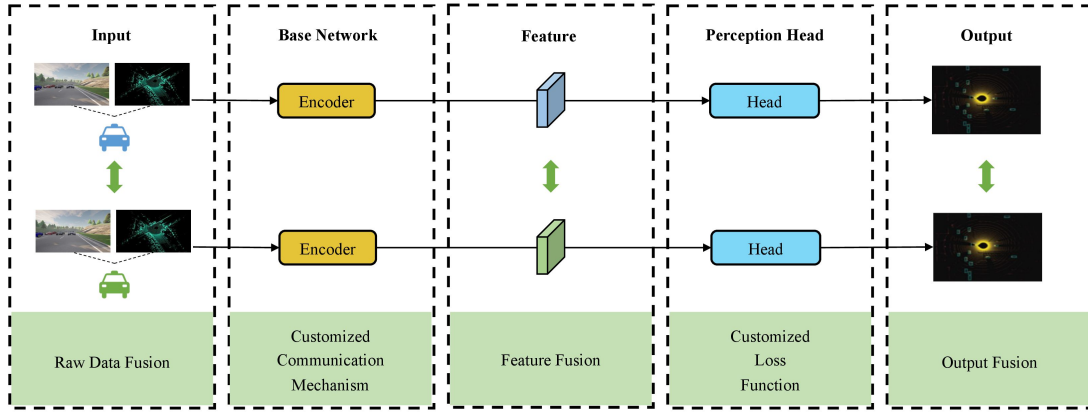 Input
Base Network
Feature
Perception Head
Output
Encoder
Head
Encoder
Head
Raw Data Fusion
Customized
Communication
Mechanism
Feature Fusion
Customized
Loss
Function
Output Fusion